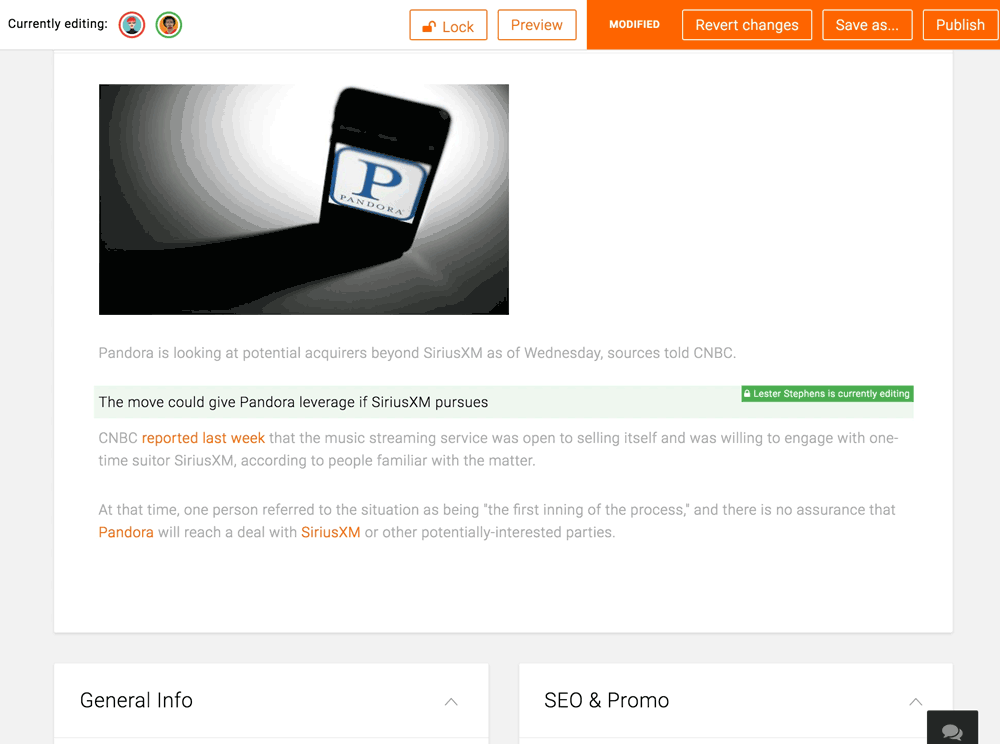 Currently editing:
Lock
Preview
MODIFIED
Revert changes
Save as...
Publish
P
PANDORA
Pandora is looking at potential acquirers beyond SiriusXM as of Wednesday, sources told CNBC.
Lester Stephens is currently editing
The move could give Pandora leverage if SiriusXM pursues
CNBC reported last week that the music streaming service was open to selling itself and was willing to engage with one-
time suitor SiriusXM, according to people familiar with the matter.
At that time, one person referred to the situation as being "the first inning of the process," and there is no assurance that
Pandora will reach a deal with SiriusXM or other potentially-interested parties.
General Info
SEO & Promo